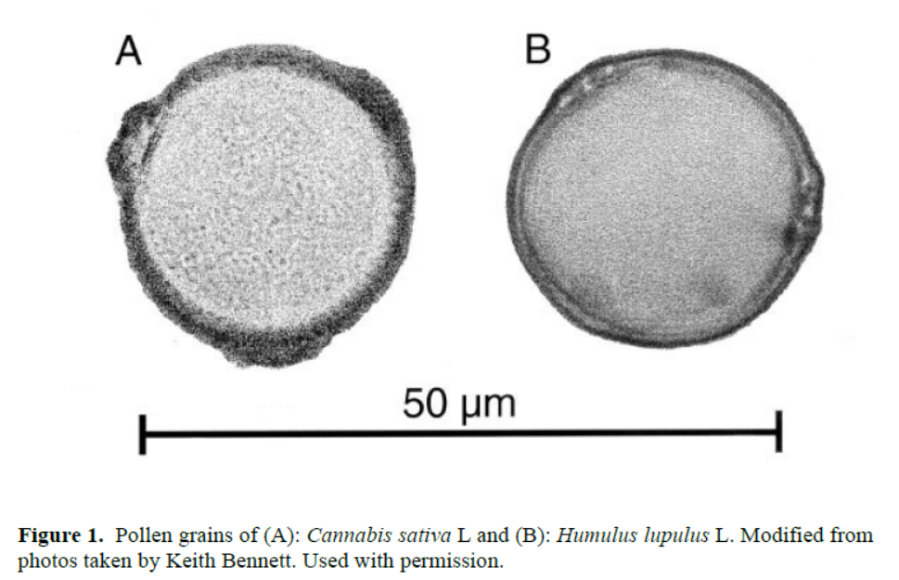 A
B
50 µm
Figure 1. Pollen grains of (A): Cannabis sativa L and (B): Humulus lupulus L. Modified from
photos taken by Keith Bennett. Used with permission.